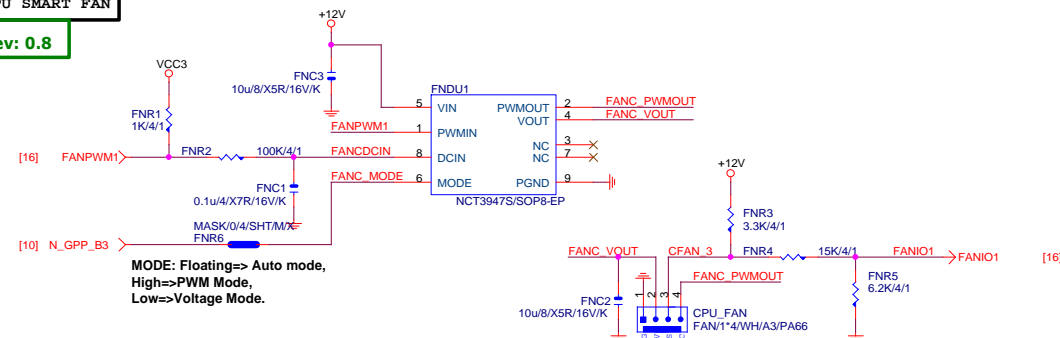 PU SMART FAN
ev: 0.8
+12V
VCC3
FNC3
10u/8/X5R/16V/K
FNDU1
5 VIN PWMOUT 2 FANC_PWMOUT
VOUT 4 FANC_VOUT
FNR1
1K/4/1
FANPWM1 1 PWMIN
NC 3
[16] FANPWM1 FNR2 100K/4/1 FANCDCIN 8 DCIN NC 7
FANC_MODE 6 MODE PGND 9
FNC1
0.1u/4/X7R/16V/K
NCT3947S/SOP8-EP
MASK/0/4/SHT/M/X
[10] N_GPP_B3 FNR6
MODE: Floating=> Auto mode,
High=>PWM Mode,
Low=>Voltage Mode.
+12V
FNR3
3.3K/4/1
FANC_VOUT CFAN_3 FNR4 15K/4/1 FANIO1 FANIO1 [16]
FANC_PWMOUT
FNR5
6.2K/4/1
1 2 3 4
FNC2
10u/8/X5R/16V/K
CPU_FAN
FAN/1*4/WH/A3/PA66